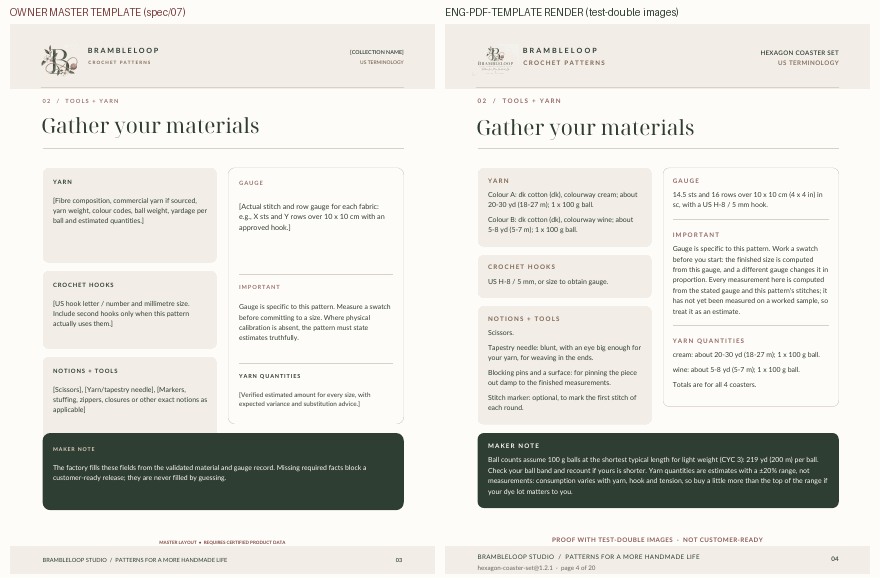 OWNER MASTER TEMPLATE (spec/07)
BRAMBLELOOP
CROCHET PATTERNS
[COLLECTION NAME]
US TERMINOLOGY
02 / TOOLS + YARN
Gather your materials
YARN
[Fibre composition, commercial yarn if sourced,
yarn weight, colour codes, ball weight, yardage per
ball and estimated quantities.]
CROCHET HOOKS
[US hook letter / number and millimetre size.
Include second hooks only when this pattern
actually uses them.]
NOTIONS + TOOLS
[Scissors], [Yarn/tapestry needle], [Markers,
stuffing, zippers, closures or other exact notions as
applicable]
GAUGE
[Actual stitch and row gauge for each fabric:
e.g., X sts and Y rows over 10 x 10 cm with an
approved hook.]
IMPORTANT
Gauge is specific to this pattern. Measure a swatch
before committing to a size. Where physical
calibration is absent, the pattern must state
estimates truthfully.
YARN QUANTITIES
[Verified estimated amount for every size, with
expected variance and substitution advice.]
MAKER NOTE
The factory fills these fields from the validated material and gauge record. Missing required facts block a
customer-ready release; they are never filled by guessing.
MASTER LAYOUT • REQUIRES CERTIFIED PRODUCT DATA
BRAMBLELOOP STUDIO / PATTERNS FOR A MORE HANDMADE LIFE
03
ENG-PDF-TEMPLATE RENDER (test-double images)
BRAMBLELOOP
BRAMBLELOOP
CROCHET PATTERNS
HEXAGON COASTER SET
US TERMINOLOGY
02 / TOOLS + YARN
Gather your materials
YARN
Colour A: dk cotton (dk), colourway cream; about
20-30 yd (18-27 m); 1 x 100 g ball.
Colour B: dk cotton (dk), colourway wine; about
5-8 yd (5-7 m); 1 x 100 g ball.
CROCHET HOOKS
US H-8 / 5 mm, or size to obtain gauge.
NOTIONS + TOOLS
Scissors.
Tapestry needle: blunt, with an eye big enough for
your yarn, for weaving in the ends.
Blocking pins and a surface: for pinning the piece
out damp to the finished measurements.
Stitch marker: optional, to mark the first stitch of
each round.
GAUGE
14.5 sts and 16 rows over 10 x 10 cm (4 x 4 in) in
sc, with a US H-8 / 5 mm hook.
IMPORTANT
Gauge is specific to this pattern. Work a swatch
before you start: the finished size is computed
from this gauge, and a different gauge changes it in
proportion. Every measurement here is computed
from the stated gauge and this pattern's stitches; it
has not yet been measured on a worked sample, so
treat it as an estimate.
YARN QUANTITIES
cream: about 20-30 yd (18-27 m); 1 x 100 g ball.
wine: about 5-8 yd (5-7 m); 1 x 100 g ball.
Totals are for all 4 coasters.
MAKER NOTE
Ball counts assume 100 g balls at the shortest typical length for light weight (CYC 3): 219 yd (200 m) per ball.
Check your ball band and recount if yours is shorter. Yarn quantities are estimates with a ±20% range, not
measurements: consumption varies with yarn, hook and tension, so buy a little more than the top of the range if
your dye lot matters to you.
PROOF WITH TEST-DOUBLE IMAGES - NOT CUSTOMER-READY
BRAMBLELOOP STUDIO / PATTERNS FOR A MORE HANDMADE LIFE
04
hexagon-coaster-set@1.2.1 - page 4 of 20